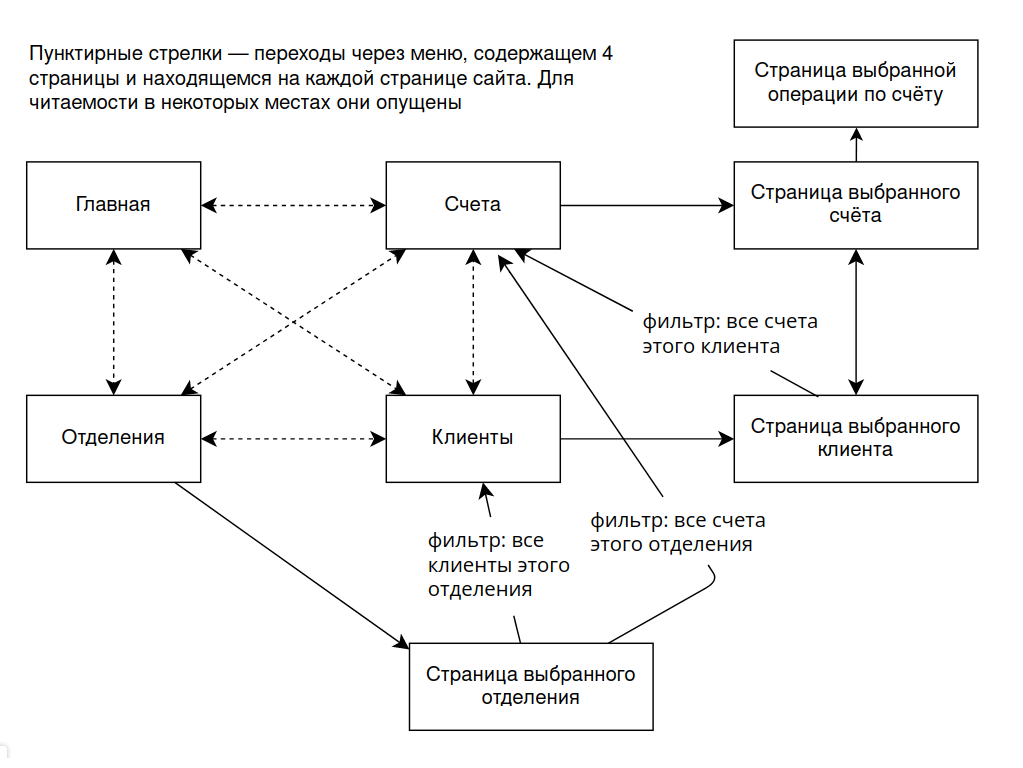 Пунктирные стрелки — переходы через меню, содержащем 4
страницы и находящемся на каждой странице сайта. Для
читаемости в некоторых местах они опущены
Страница выбранной
операции по счёту
Главная
Счета
Страница выбранного
счёта
фильтр: все счета
этого клиента
Отделения
Клиенты
Страница выбранного
клиента
фильтр: все
клиенты этого
отделения
фильтр: все счета
этого отделения
Страница выбранного
отделения